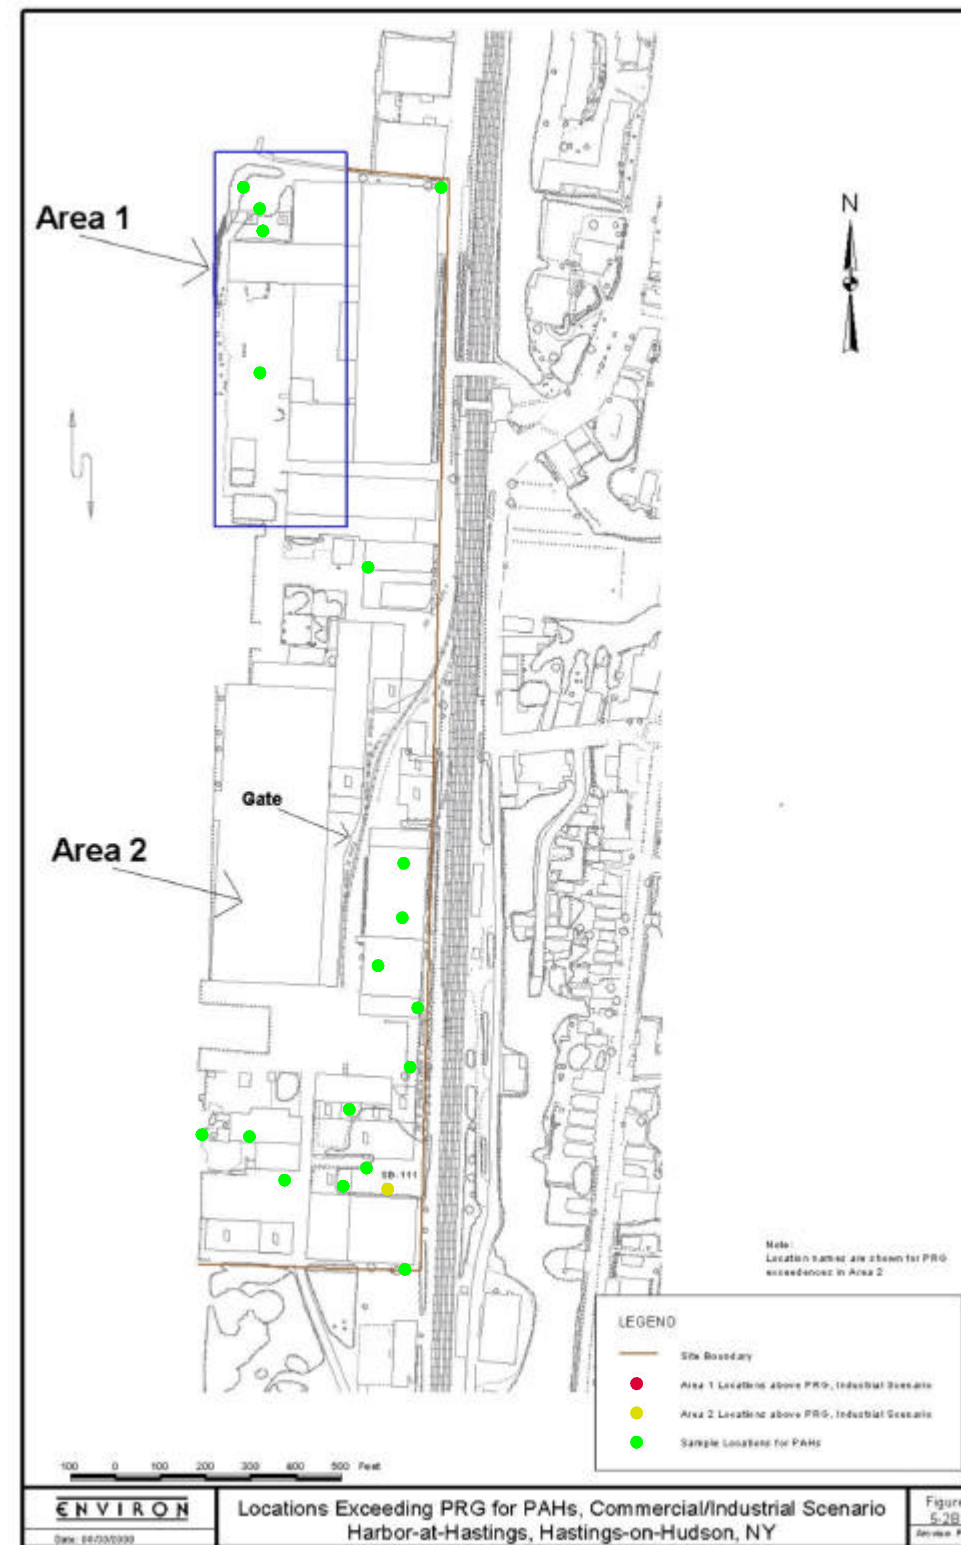 Area 1
N
Gate
Area 2
SB-111
Note:
Location names are shown for PRG
exceedences in Area 2
LEGEND
Site Boundary
Area 1 Locations above PRG, Industrial Scenario
Area 2 Locations above PRG, Industrial Scenario
Sample Locations for PAHs
100 0 100 200 300 400 500 Feet
ENVIRON
Date:
Locations Exceeding PRG for PAHs, Commercial/Industrial Scenario
Harbor-at-Hastings, Hastings-on-Hudson, NY
Figure
5-2B